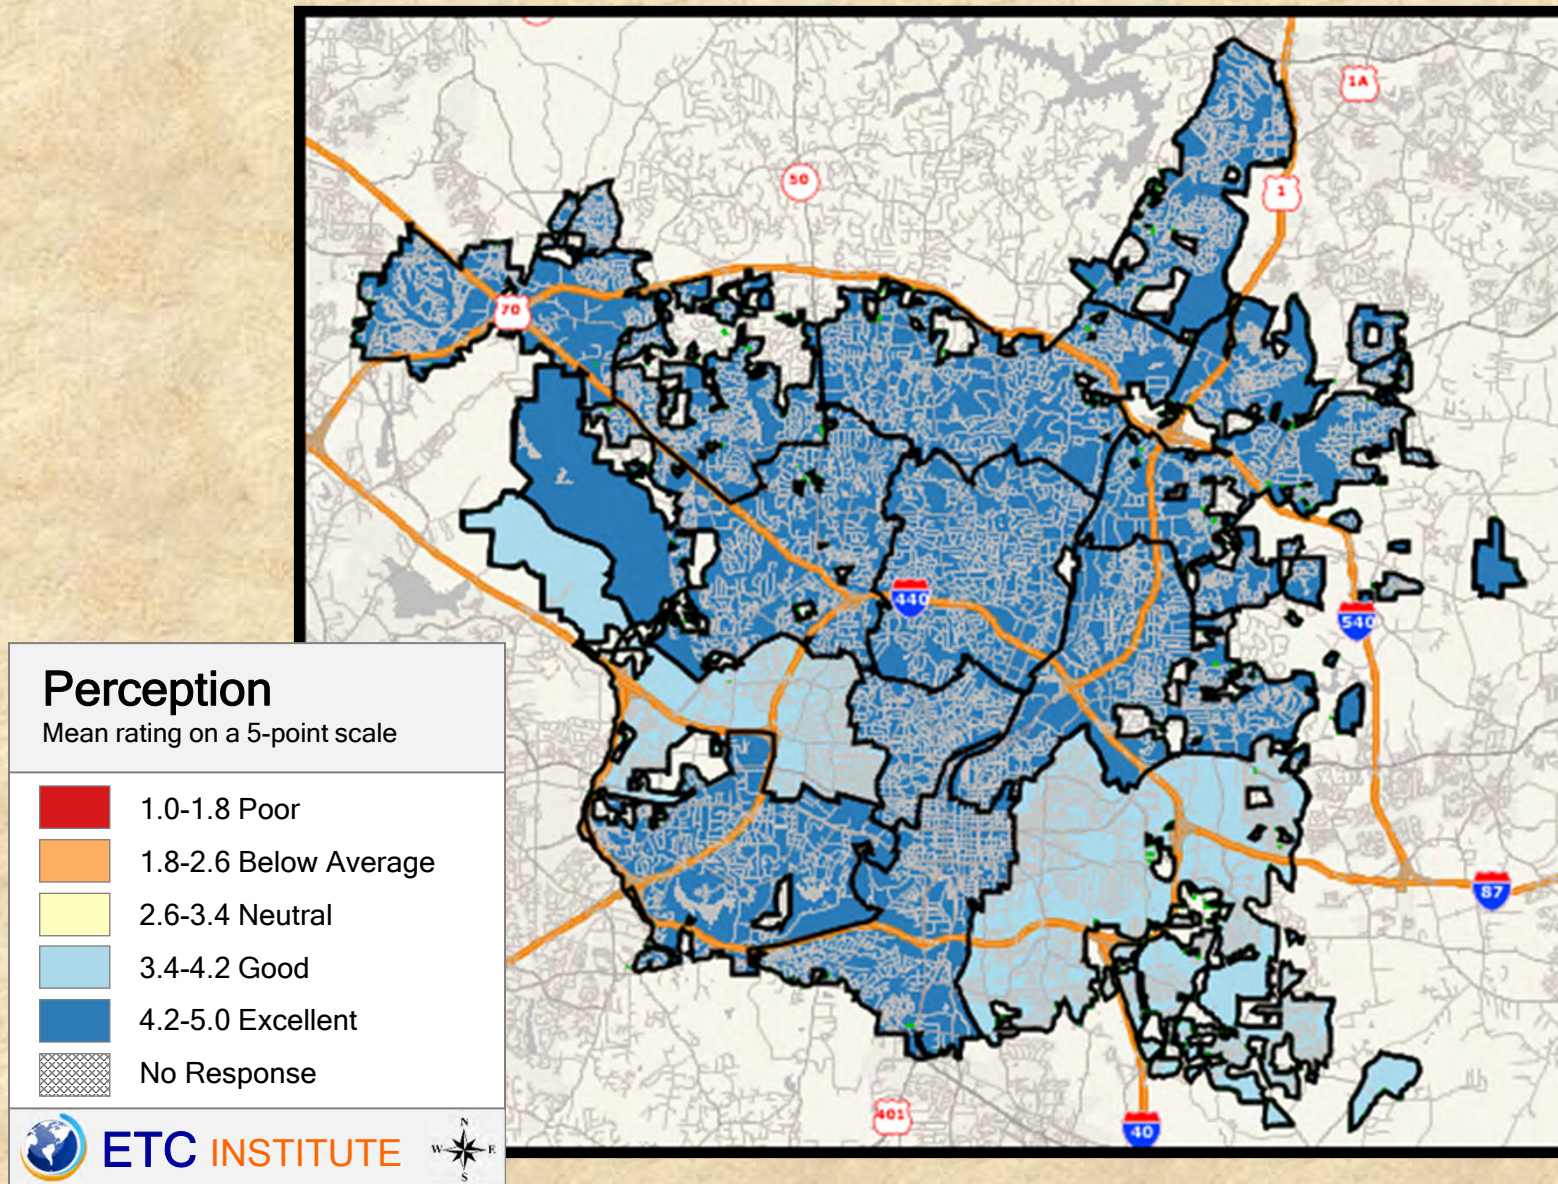 1A
50
1
70
440
540
87
401
40
Perception
Mean rating on a 5-point scale
1.0-1.8 Poor
1.8-2.6 Below Average
2.6-3.4 Neutral
3.4-4.2 Good
4.2-5.0 Excellent
No Response
ETC INSTITUTE
N
W E
S